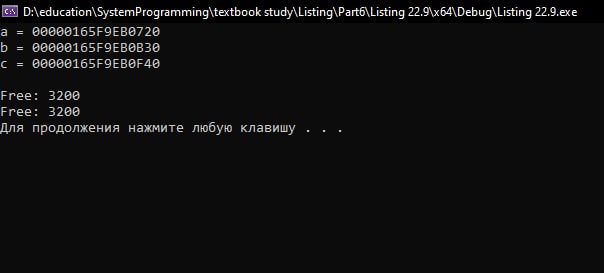 D:\education\SystemProgramming\textbook study\Listing\Part6\Listing 22.9\x64\Debug\Listing 22.9.exe
a = 00000165F9EB0720
b = 00000165F9EB0B30
c = 00000165F9EB0F40
Free: 3200
Free: 3200
Для продолжения нажмите любую клавишу . . .